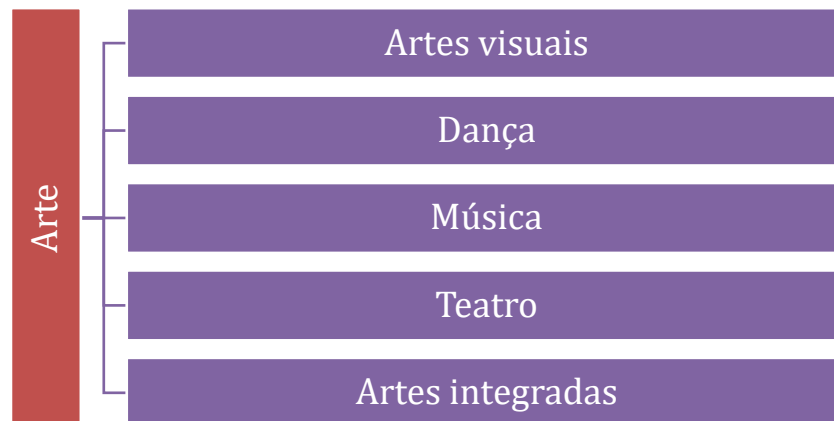 Arte
Artes visuais
Dança
Música
Teatro
Artes integradas